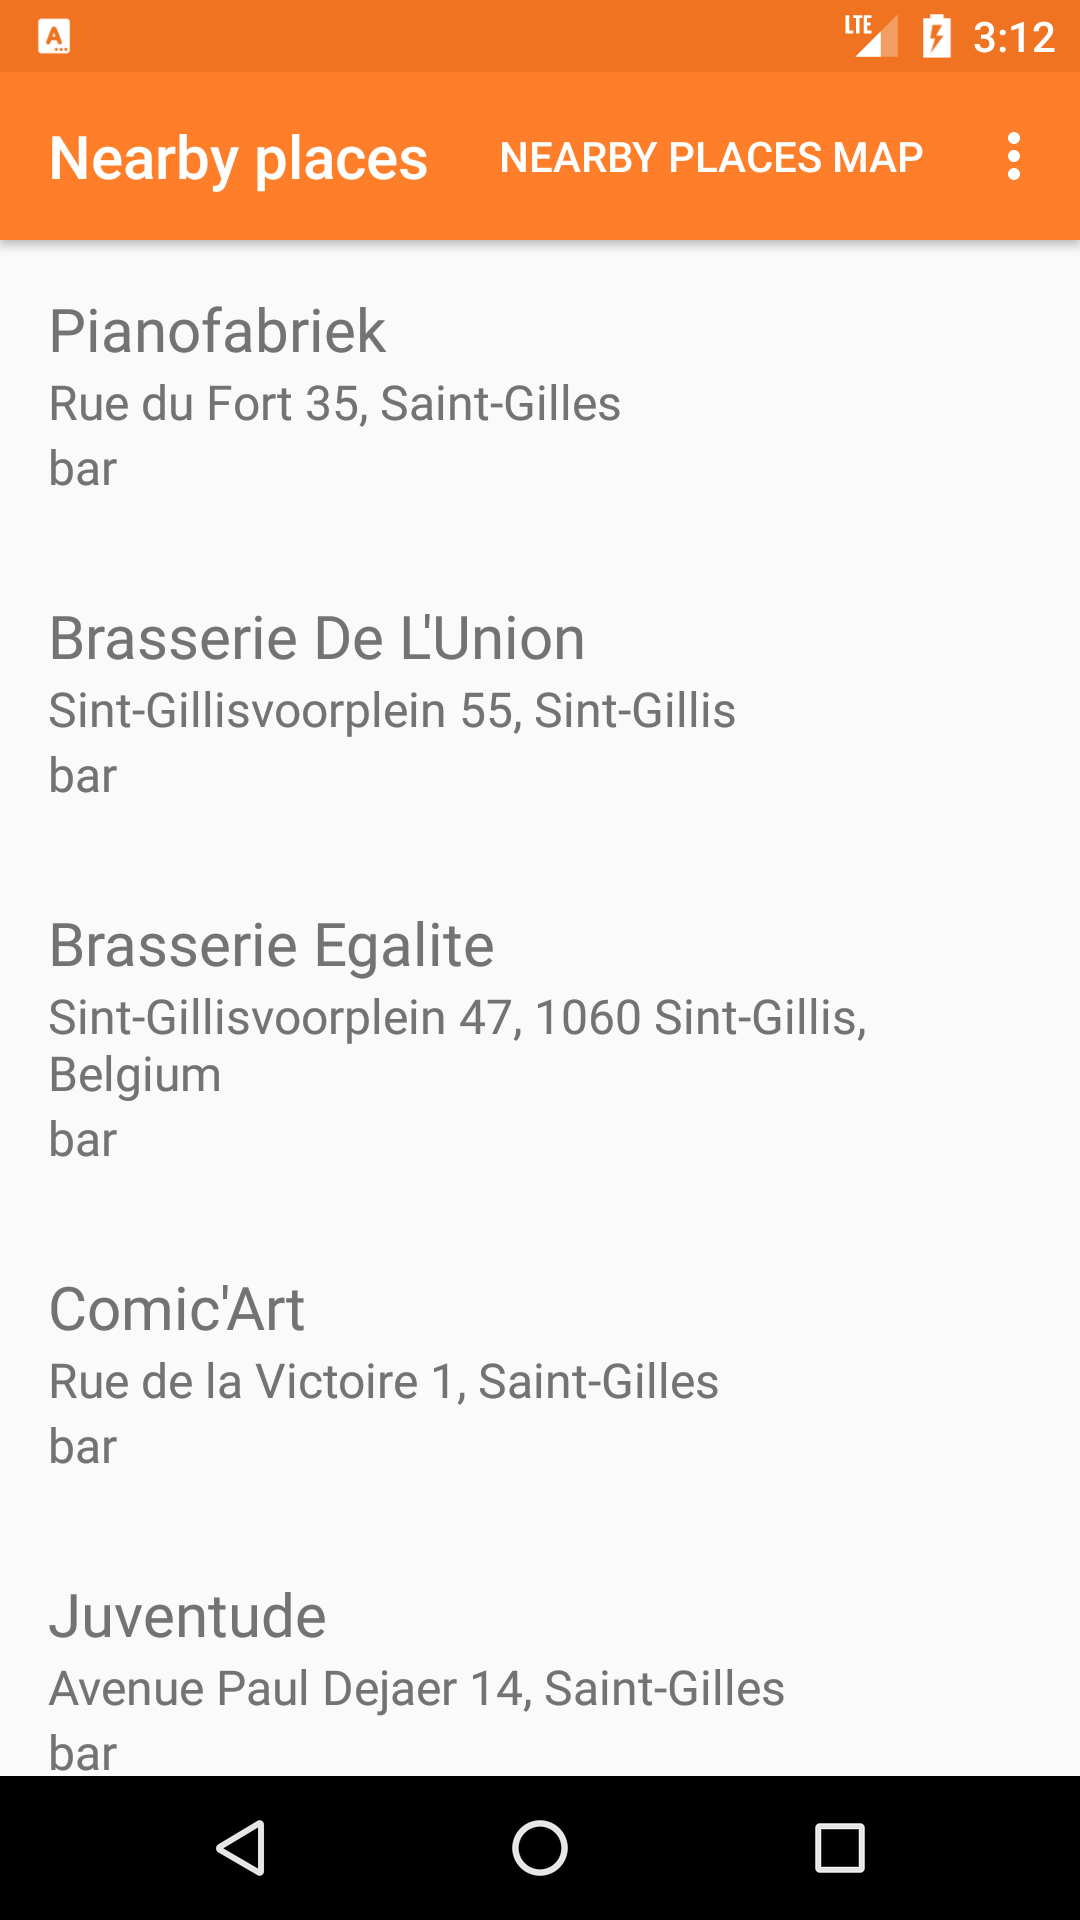 A
LTE
3:12
Nearby places
NEARBY PLACES MAP
Pianofabriek
Rue du Fort 35, Saint-Gilles
bar
Brasserie De L'Union
Sint-Gillisvoorplein 55, Sint-Gillis
bar
Brasserie Egalite
Sint-Gillisvoorplein 47, 1060 Sint-Gillis,
Belgium
bar
Comic'Art
Rue de la Victoire 1, Saint-Gilles
bar
Juventude
Avenue Paul Dejaer 14, Saint-Gilles
bar